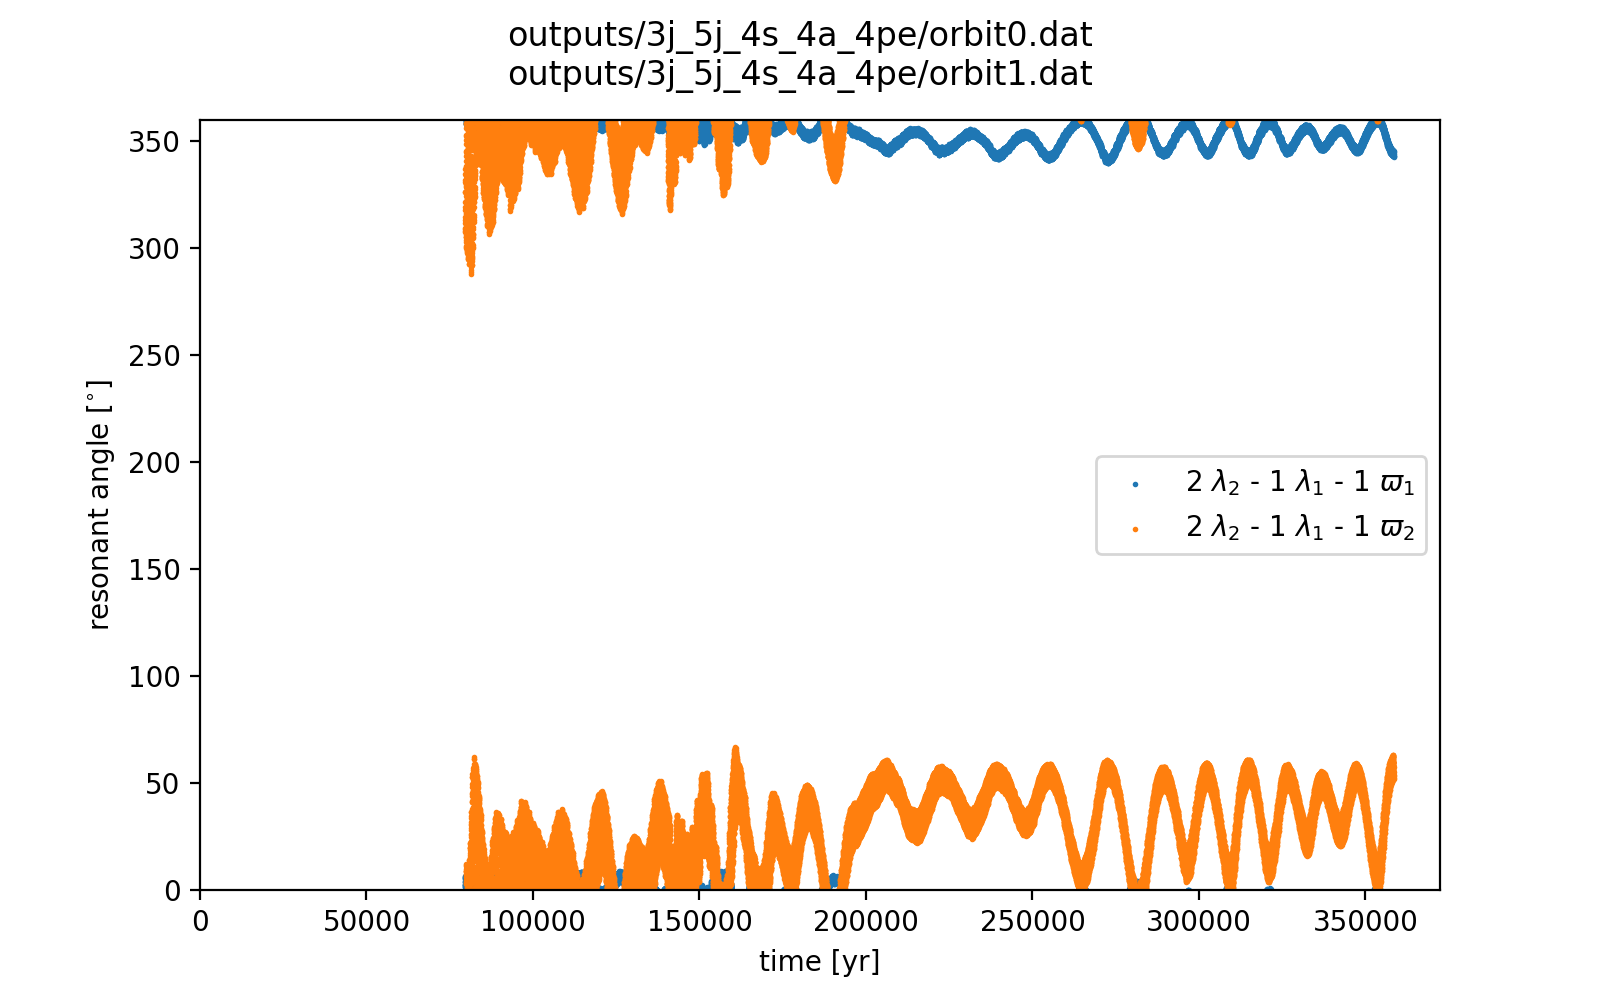 outputs/3j_5j_4s_4a_4pe/orbit0.dat
outputs/3j_5j_4s_4a_4pe/orbit1.dat
350
300
250
200
150
100
50
0
resonant angle [°]
2 λ₂ - 1 λ₁ - 1 ϖ₁
2 λ₂ - 1 λ₁ - 1 ϖ₂
0
50000
100000
150000
200000
250000
300000
350000
time [yr]